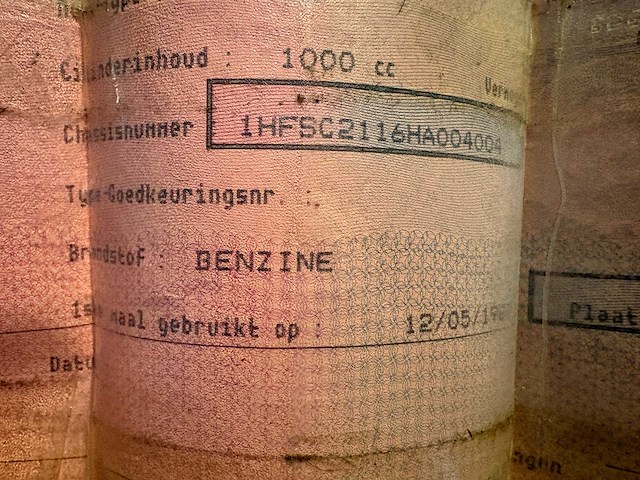 Cilinderinhoud : 1000 cc
Chassisnummer 1HFSC2116HA004004
Type-Goedkeuringsnr. :.
Brandstof : BENZINE
1ste maal gebruikt op : 12/05/19
Plaat